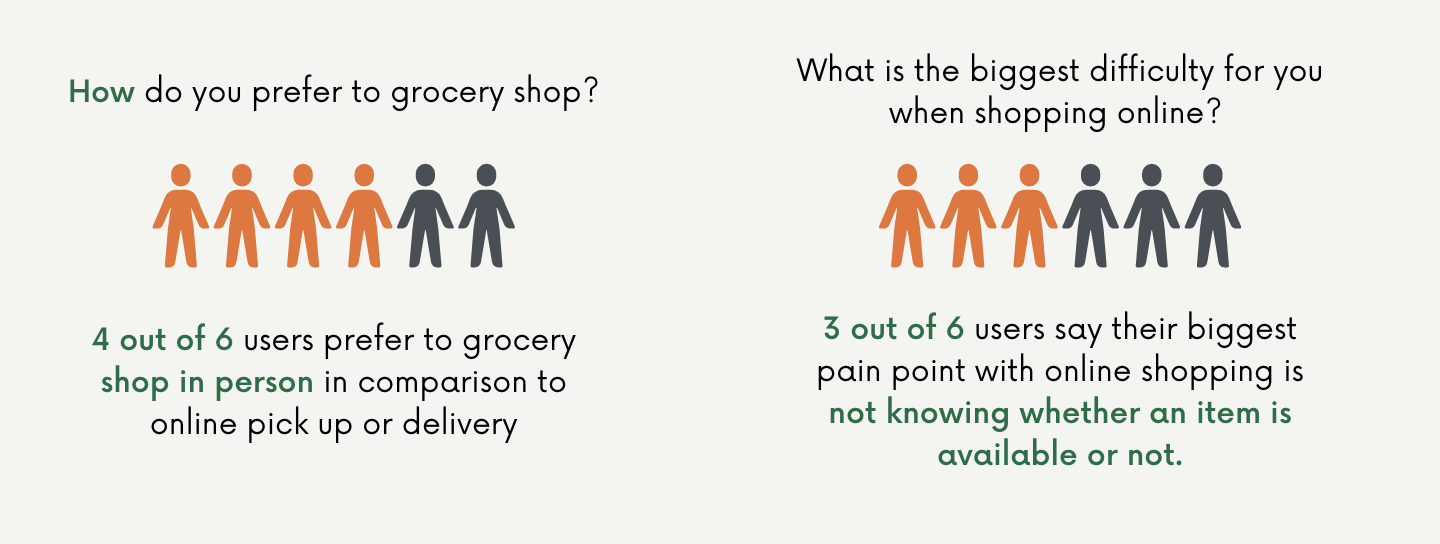 How do you prefer to grocery shop?
4 out of 6 users prefer to grocery
shop in person in comparison to
online pick up or delivery
What is the biggest difficulty for you
when shopping online?
3 out of 6 users say their biggest
pain point with online shopping is
not knowing whether an item is
available or not.